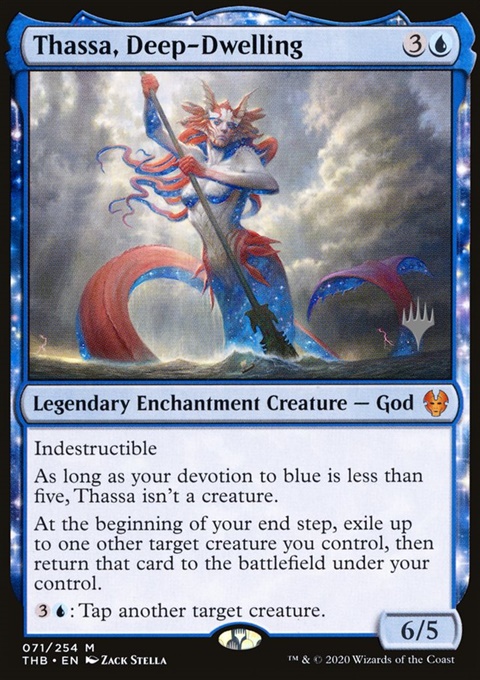 Thassa, Deep-Dwelling 3
Legendary Enchantment Creature — God
Indestructible
As long as your devotion to blue is less than
five, Thassa isn't a creature.
At the beginning of your end step, exile up
to one other target creature you control, then
return that card to the battlefield under your
control.
3 : Tap another target creature.
6/5
071/254 M
THB • EN Zack Stella
™ & © 2020 Wizards of the Coast